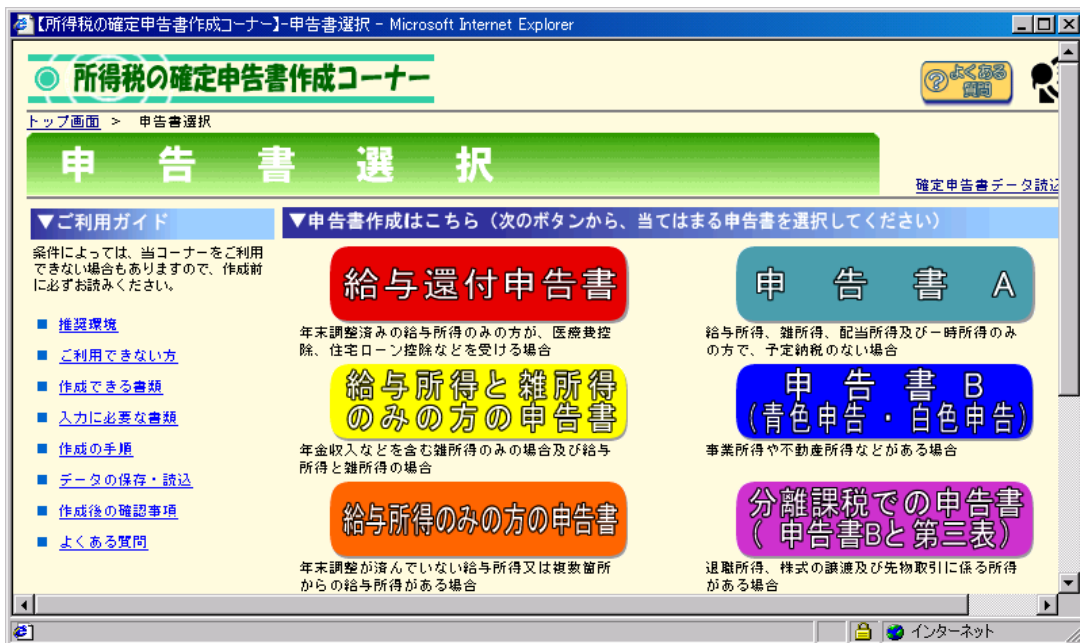 【所得税の確定申告書作成コーナー】-申告書選択 - Microsoft Internet Explorer
所得税の確定申告書作成コーナー
よくある
質問
トップ画面 > 申告書選択
申告書選択
確定申告書データ読込
▼ご利用ガイド
条件によっては、当コーナーをご利用
できない場合もありますので、作成前
に必ずお読みください。
推奨環境
ご利用できない方
作成できる書類
入力に必要な書類
作成の手順
データの保存・読込
作成後の確認事項
よくある質問
▼申告書作成はこちら（次のボタンから、当てはまる申告書を選択してください）
給与還付申告書
年末調整済みの給与所得のみの方が、医療費控
除、住宅ローン控除などを受ける場合
申告書A
給与所得、雑所得、配当所得及び一時所得のみ
の方で、予定納税のない場合
給与所得と雑所得
のみの方の申告書
年金収入などを含む雑所得のみの場合及び給与
所得と雑所得の場合
申告書B
（青色申告・白色申告）
事業所得や不動産所得などがある場合
給与所得のみの方の申告書
年末調整が済んでいない給与所得又は複数箇所
からの給与所得がある場合
分離課税での申告書
（申告書Bと第三表）
退職所得、株式の譲渡及び先物取引に係る所得
がある場合
インターネット